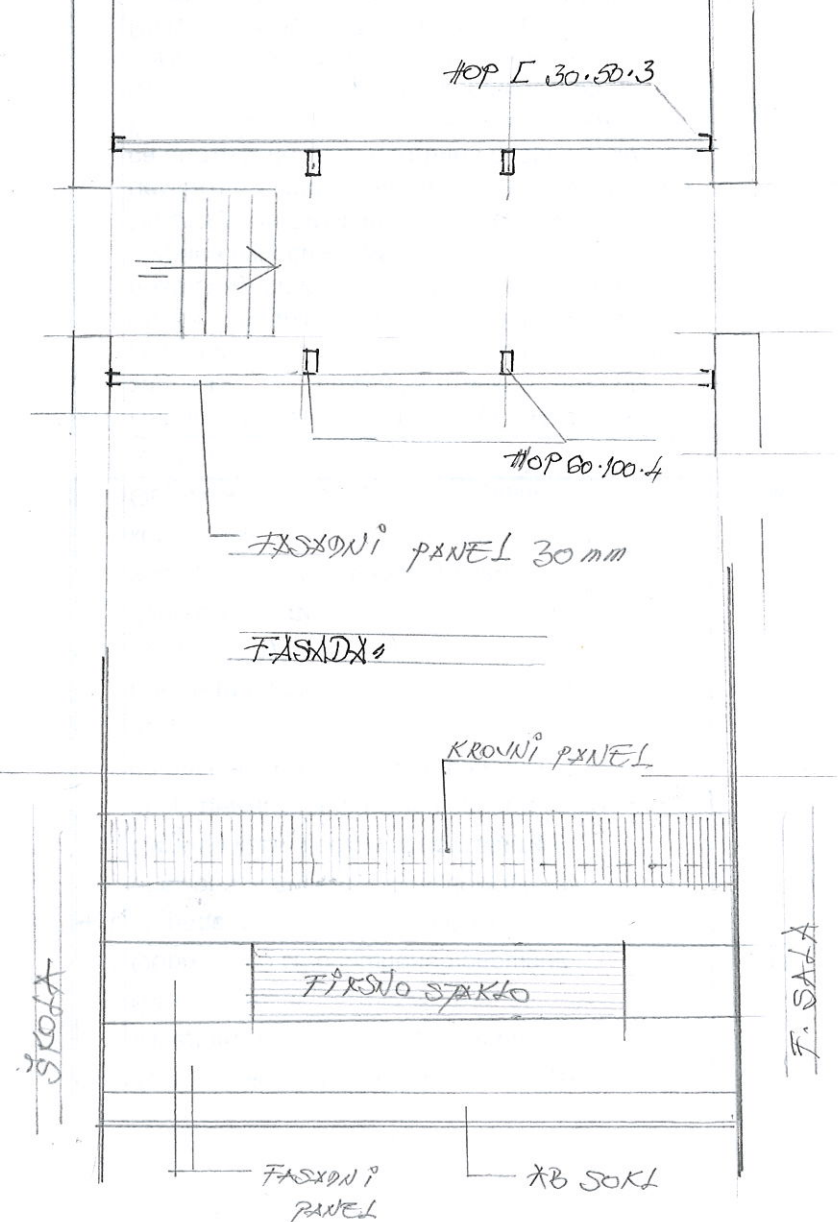 HOP [ 30·50·3
HOP 60·100·4
FASADNI PANEL 30 mm
FASADA:
KROVNI PANEL
FIKSNO STAKLO
ŠKOLA
F. SALA
FASADNI
PANEL
AB SOKL